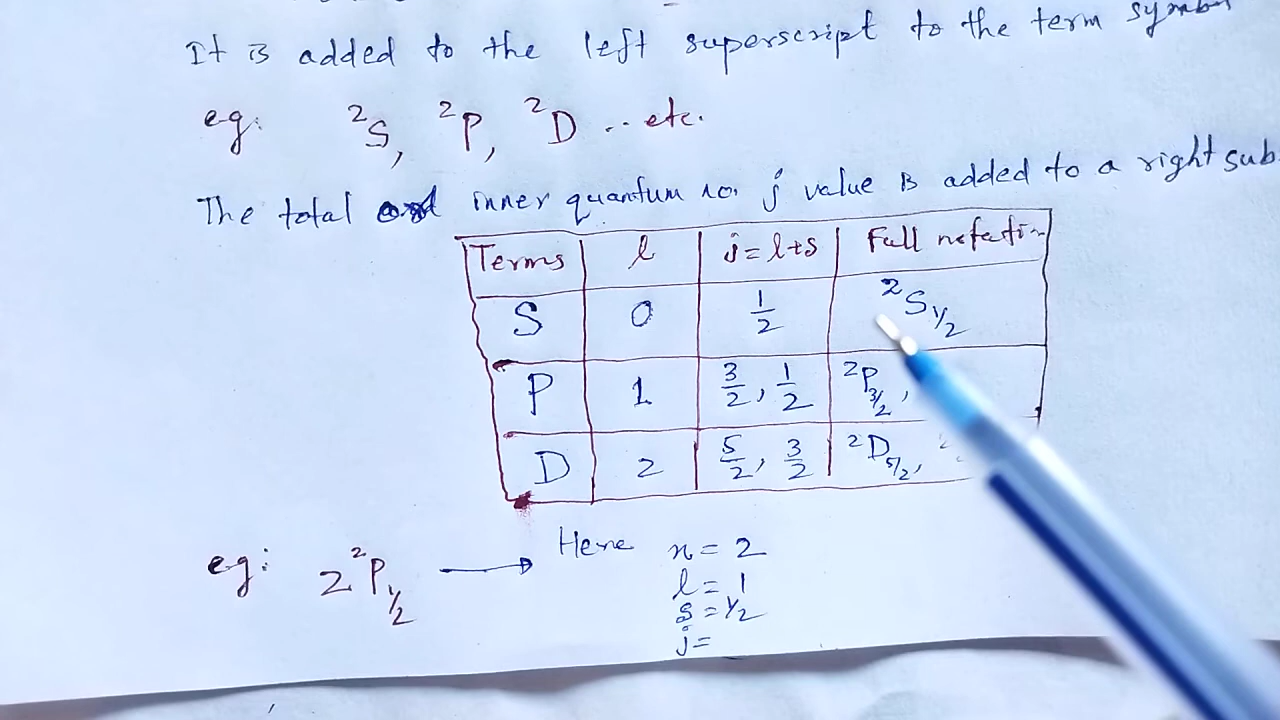 It is added to the left superscript to the term
eg: ²S, ²P, ²D ... etc.
The total inner quantum no. j value is added to a right sub
Terms l j = l+s Full
S 0 1/2 ²S1/2
P 1 3/2, 1/2 ²P3/2,
D 2 5/2, 3/2 ²D5/2,
eg: 2²P1/2 → Here n = 2
l = 1
s = 1/2
j =